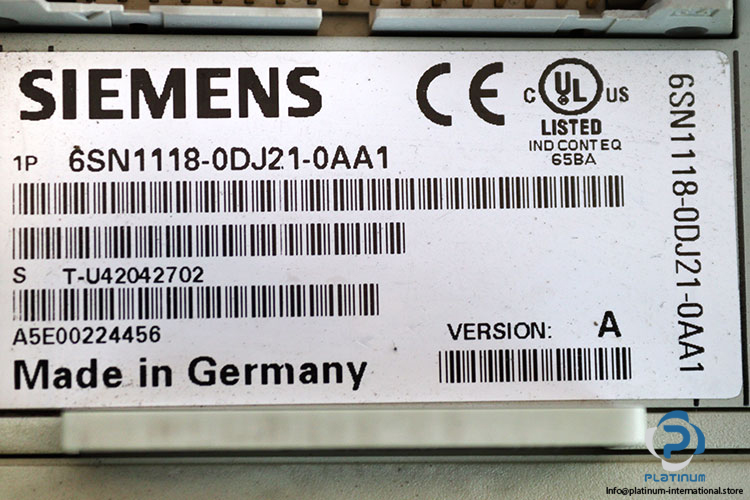 SIEMENS
CE
C UL US
LISTED
IND CONT EQ
65BA
1P 6SN1118-0DJ21-0AA1
S T-U42042702
A5E00224456
VERSION: A
Made in Germany
6SN1118-0DJ21-0AA1
PLATINUM
Info@platinum-international.store